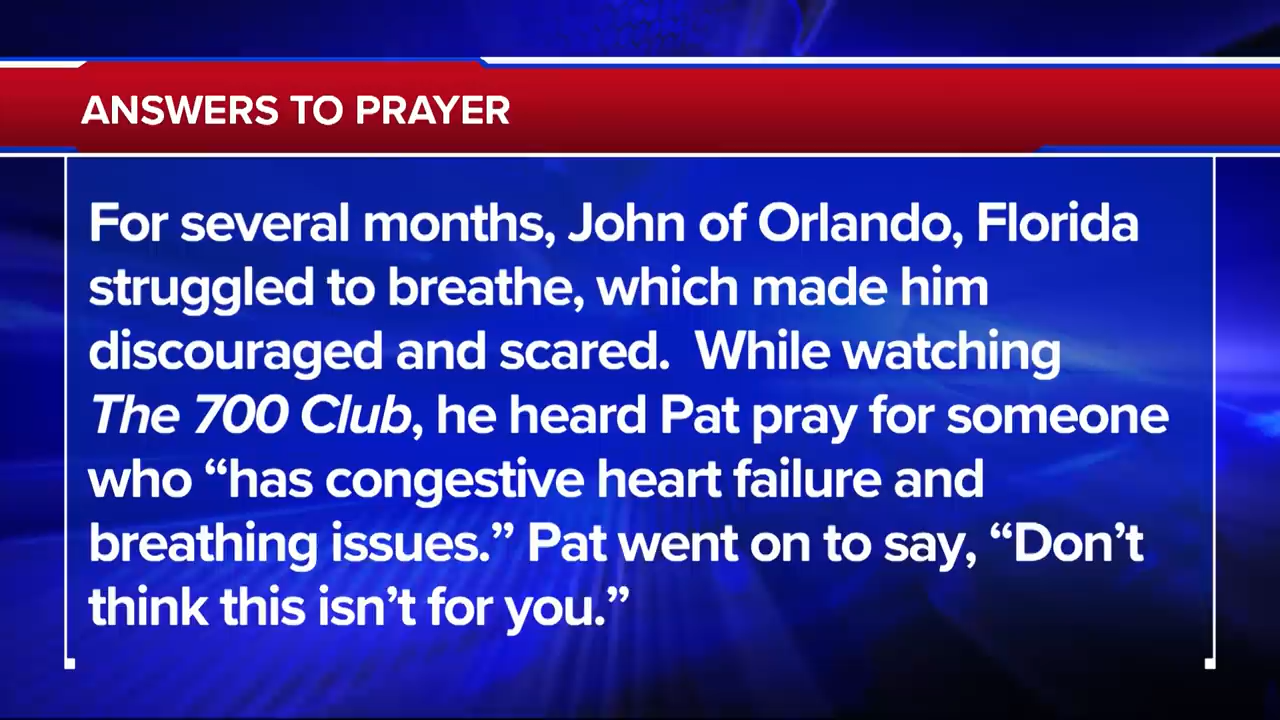 ANSWERS TO PRAYER
For several months, John of Orlando, Florida
struggled to breathe, which made him
discouraged and scared.  While watching
The 700 Club, he heard Pat pray for someone
who “has congestive heart failure and
breathing issues.” Pat went on to say, “Don’t
think this isn’t for you.”